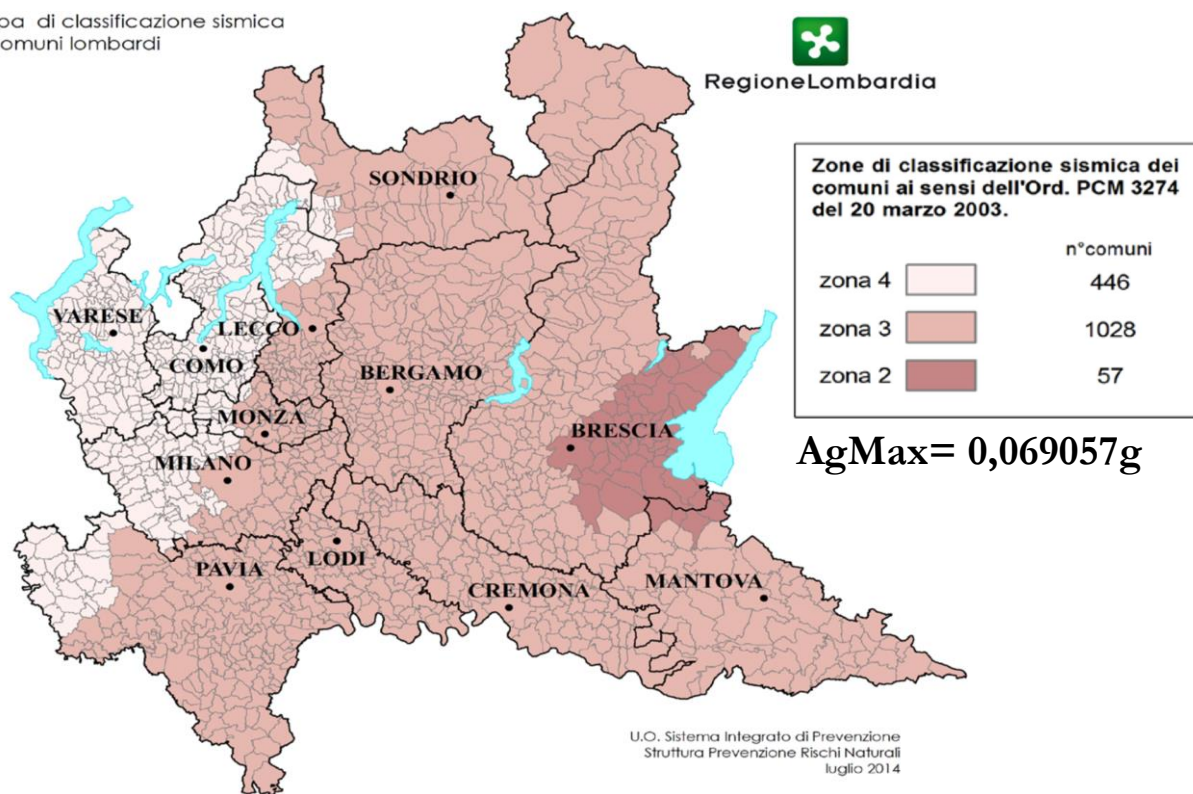 di classificazione sismica
comuni lombardi
RegioneLombardia
SONDRIO
VARESE
LECCO
COMO
BERGAMO
MONZA
BRESCIA
MILANO
PAVIA
LODI
CREMONA
MANTOVA
Zone di classificazione sismica dei
comuni ai sensi dell'Ord. PCM 3274
del 20 marzo 2003.
n°comuni
zona 4 446
zona 3 1028
zona 2 57
AgMax= 0,069057g
U.O. Sistema Integrato di Prevenzione
Struttura Prevenzione Rischi Naturali
luglio 2014